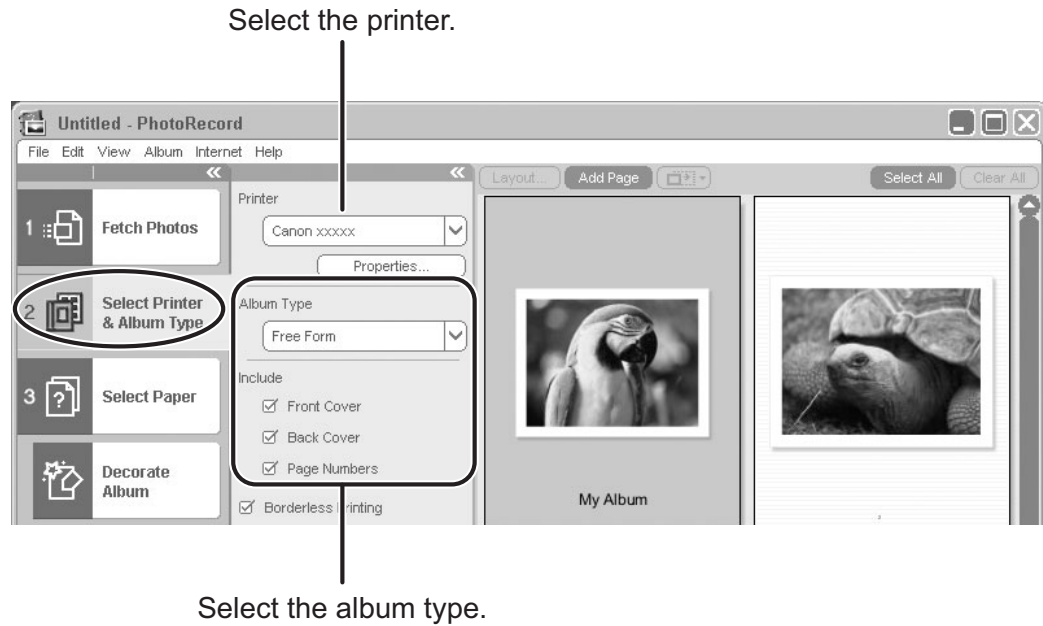 Select the printer.
Untitled - PhotoRecord
File Edit View Album Internet Help
Layout... Add Page Select All Clear All
1 Fetch Photos
2 Select Printer
& Album Type
3 Select Paper
Decorate
Album
Printer
Canon xxxxx
Properties...
Album Type
Free Form
Include
Front Cover
Back Cover
Page Numbers
Borderless Printing
My Album
2
Select the album type.